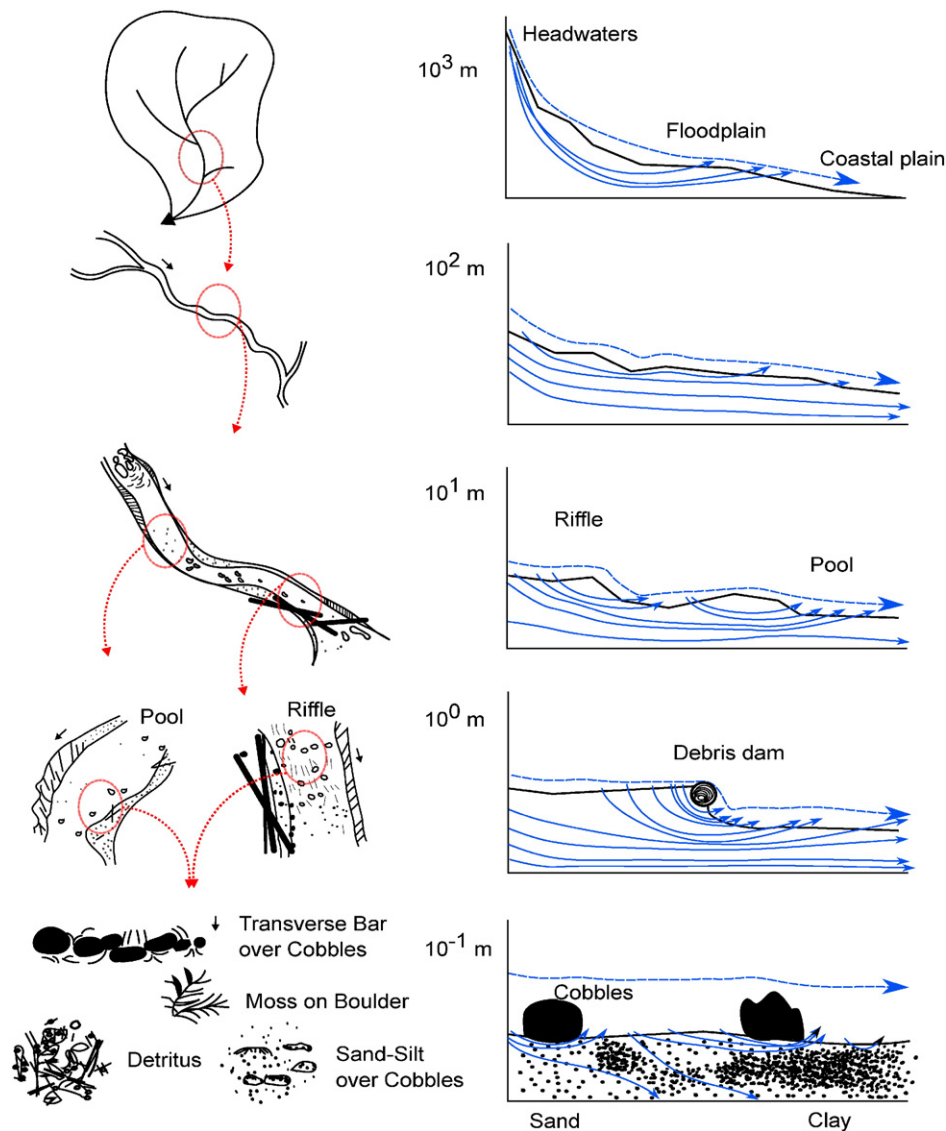 10³ m
Headwaters
Floodplain
Coastal plain
10² m
10¹ m
Riffle
Pool
Pool
Riffle
10⁰ m
Debris dam
Transverse Bar
over Cobbles
Moss on Boulder
Detritus
Sand-Silt
over Cobbles
10⁻¹ m
Cobbles
Sand
Clay